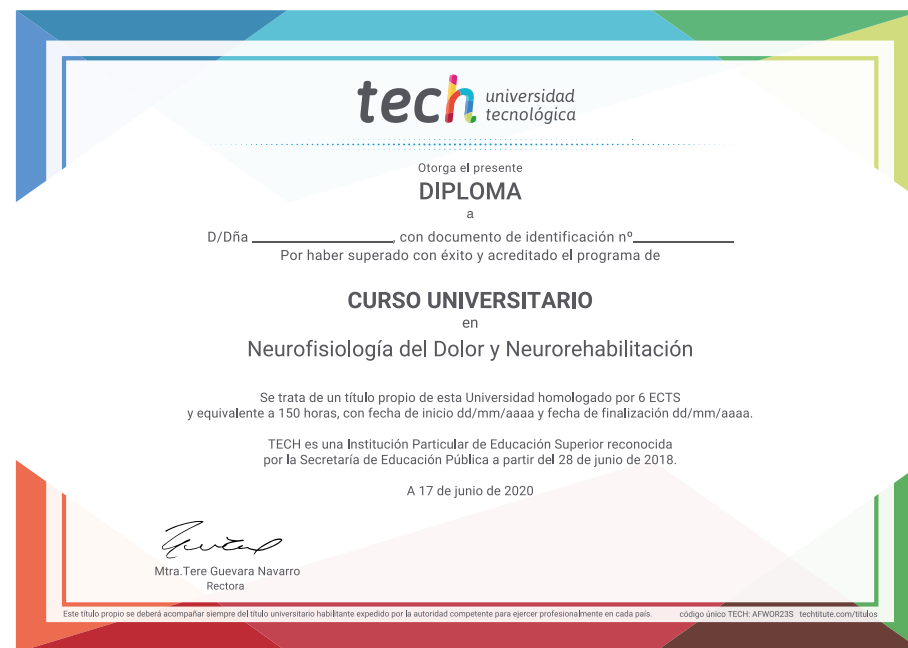 tech universidad
tecnológica
Otorga el presente
DIPLOMA
a
D/Dña ____________________, con documento de identificación nº______________
Por haber superado con éxito y acreditado el programa de
CURSO UNIVERSITARIO
en
Neurofisiología del Dolor y Neurorehabilitación
Se trata de un título propio de esta Universidad homologado por 6 ECTS
y equivalente a 150 horas, con fecha de inicio dd/mm/aaaa y fecha de finalización dd/mm/aaaa.
TECH es una Institución Particular de Educación Superior reconocida
por la Secretaría de Educación Pública a partir del 28 de junio de 2018.
A 17 de junio de 2020
Mtra.Tere Guevara Navarro
Rectora
Este título propio se deberá acompañar siempre del título universitario habilitante expedido por la autoridad competente para ejercer profesionalmente en cada país. código único TECH: AFWOR23S techtitute.com/titulos